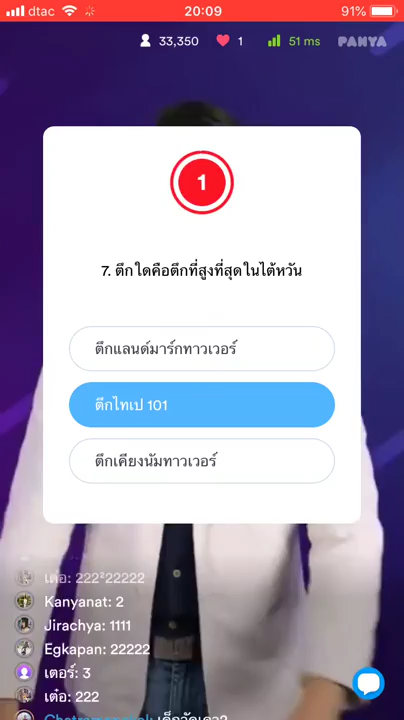 dtac 20:09 91%
33,350 1 51 ms PANYA
1
7. ตึกใดคือตึกที่สูงที่สุดในไต้หวัน
ตึกแลนด์มาร์กทาวเวอร์
ตึกไทเป 101
ตึกเคียงนัมทาวเวอร์
เต๋อ: 222²22222
Kanyanat: 2
Jirachya: 1111
Egkapan: 22222
เตอร์: 3
เต๋อ: 222